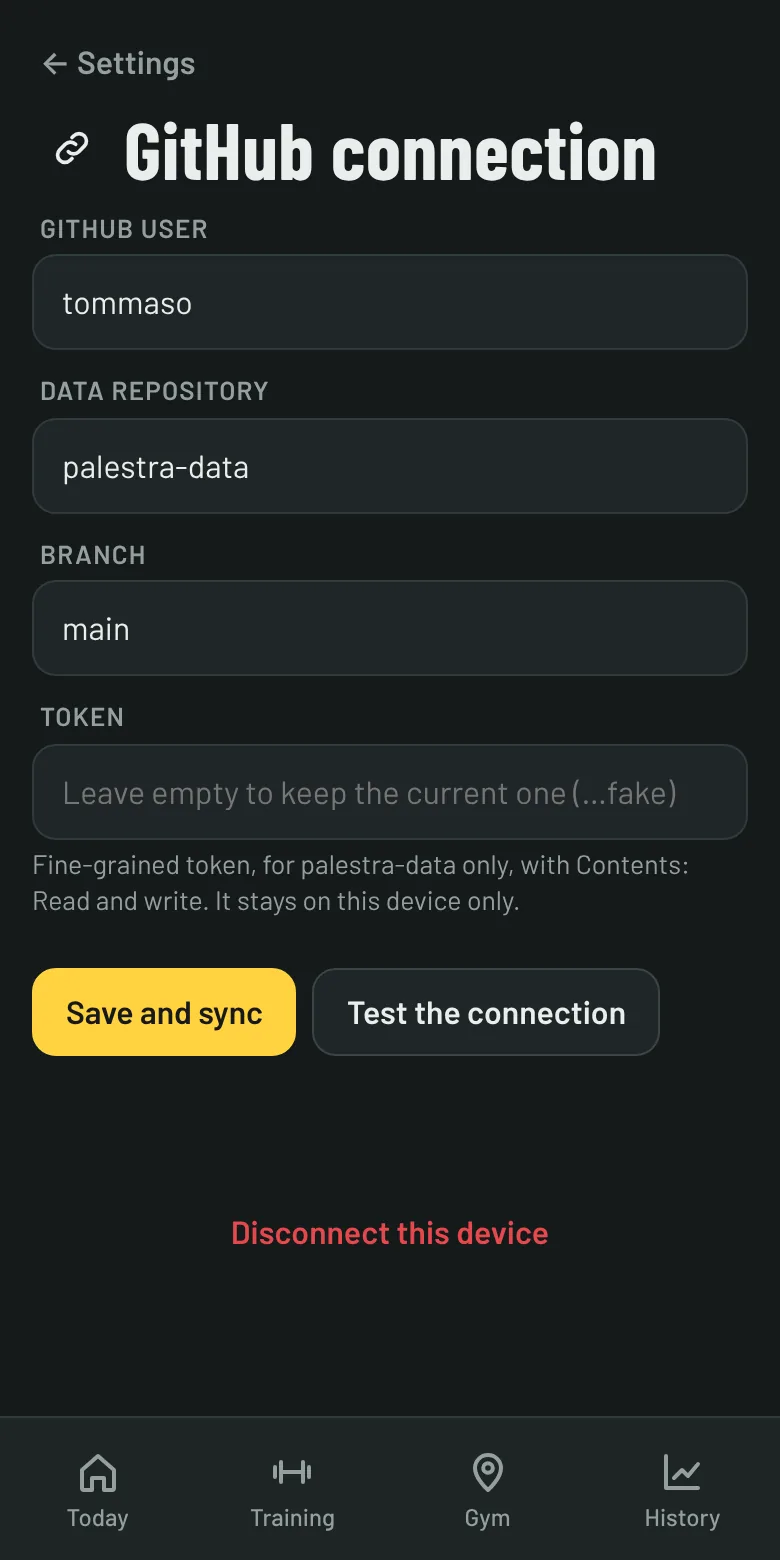 ← Settings
GitHub connection
GITHUB USER
tommaso
DATA REPOSITORY
palestra-data
BRANCH
main
TOKEN
Leave empty to keep the current one (…fake)
Fine-grained token, for palestra-data only, with Contents:
Read and write. It stays on this device only.
Save and sync
Test the connection
Disconnect this device
Today
Training
Gym
History